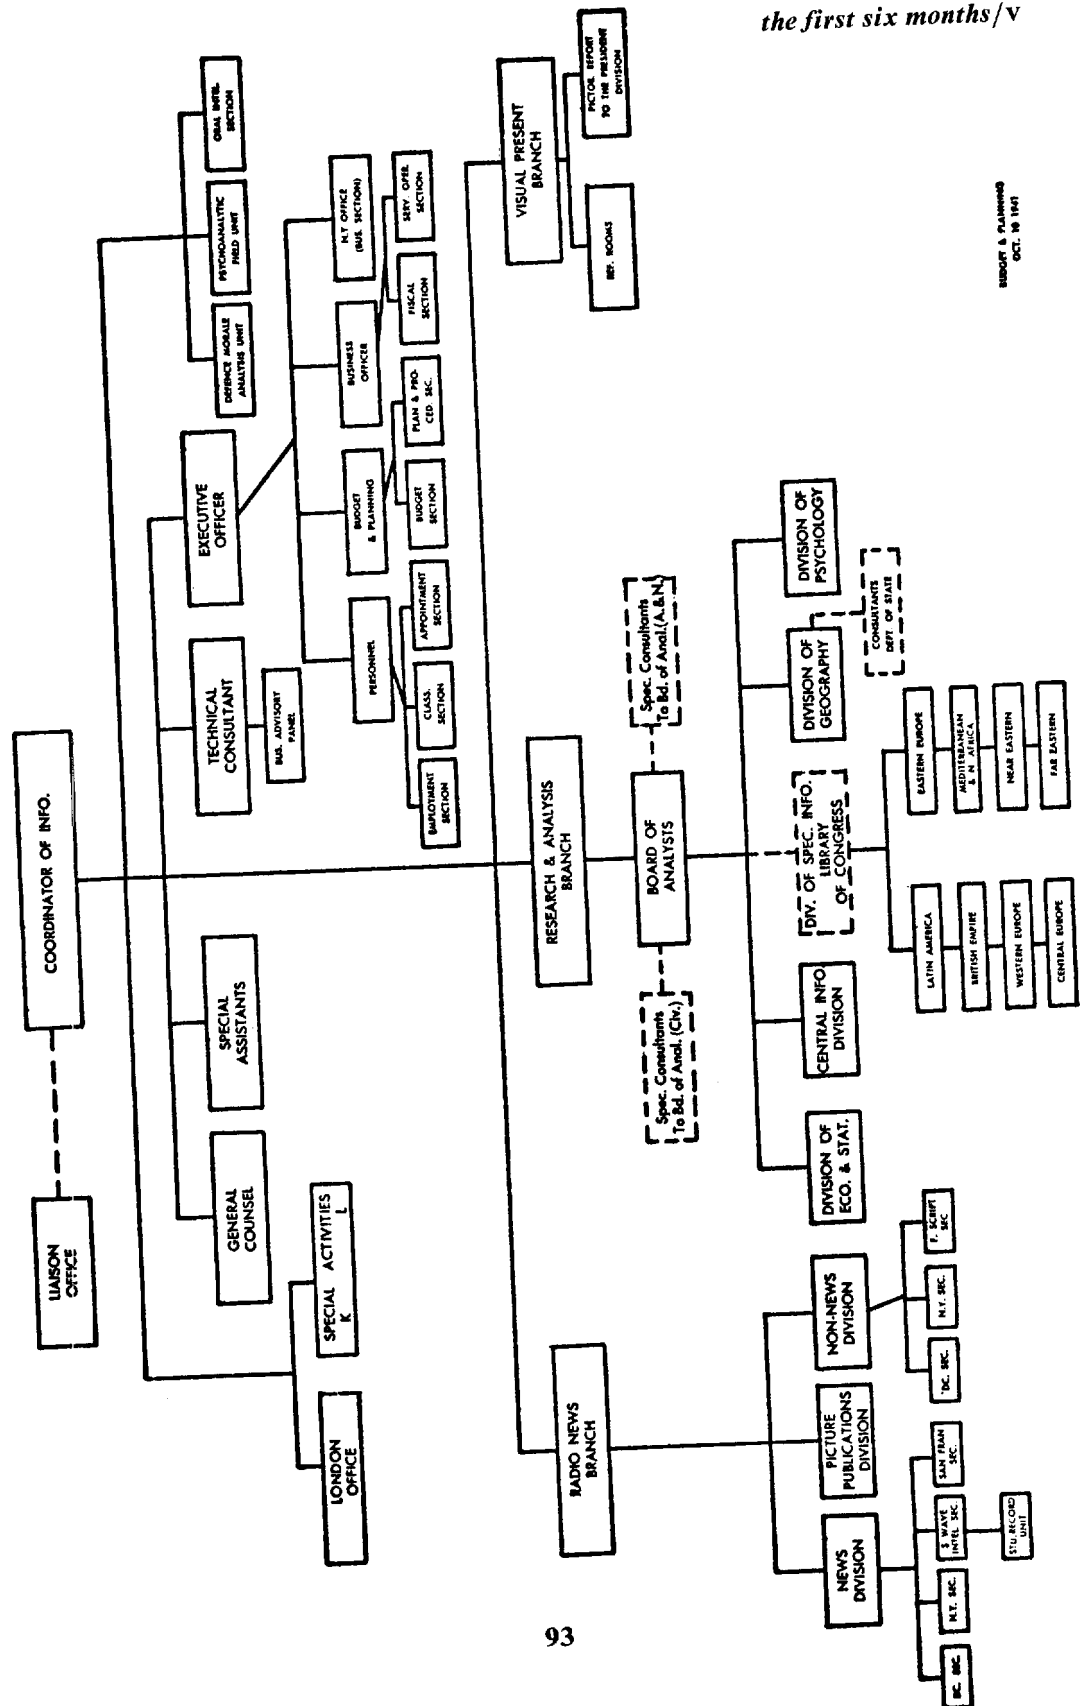 the first six months/v
COORDINATOR OF INFO.
LIAISON
OFFICE
GENERAL
COUNSEL
SPECIAL
ASSISTANTS
TECHNICAL
CONSULTANT
BUS. ADVISORY
PANEL
EXECUTIVE
OFFICER
DEFENCE MORALE
ANALYSIS UNIT
PSYCHOANALYTIC
FIELD UNIT
ORAL INTEL
SECTION
LONDON
OFFICE
SPECIAL ACTIVITIES
K L
PERSONNEL
BUDGET
& PLANNING
BUSINESS
OFFICER
N.Y OFFICE
(BUS. SECTION)
EMPLOYMENT
SECTION
CLASS.
SECTION
APPOINTMENT
SECTION
BUDGET
SECTION
PLAN & PRO-
CED. SEC.
FISCAL
SECTION
SERV. OPER.
SECTION
RADIO NEWS
BRANCH
RESEARCH & ANALYSIS
BRANCH
VISUAL PRESENT
BRANCH
REF. ROOMS
PICTOR. REPORT
TO THE PRESIDENT
DIVISION
Spec. Consultants
To Bd. of Anal. (Civ.)
BOARD OF
ANALYSTS
Spec. Consultants
To Bd. of Anal.(A.&N.)
NEWS
DIVISION
PICTURE
PUBLICATIONS
DIVISION
NON-NEWS
DIVISION
DIVISION OF
ECO. & STAT.
CENTRAL INFO.
DIVISION
DIV. OF SPEC. INFO.
LIBRARY
OF CONGRESS
DIVISION OF
GEOGRAPHY
DIVISION OF
PSYCHOLOGY
CONSULTANTS
DEPT OF STATE
DC. SEC.
N.Y. SEC.
S WAVE
INTEL SEC.
SAN FRAN
SEC.
STU. RECORD
UNIT
DC. SEC.
N.Y. SEC.
F. SCRIPT
SEC
LATIN AMERICA
BRITISH EMPIRE
WESTERN EUROPE
CENTRAL EUROPE
EASTERN EUROPE
MEDITERRANEAN
& N AFRICA
NEAR EASTERN
FAR EASTERN
BUDGET & PLANNING
OCT. 10 1941
93